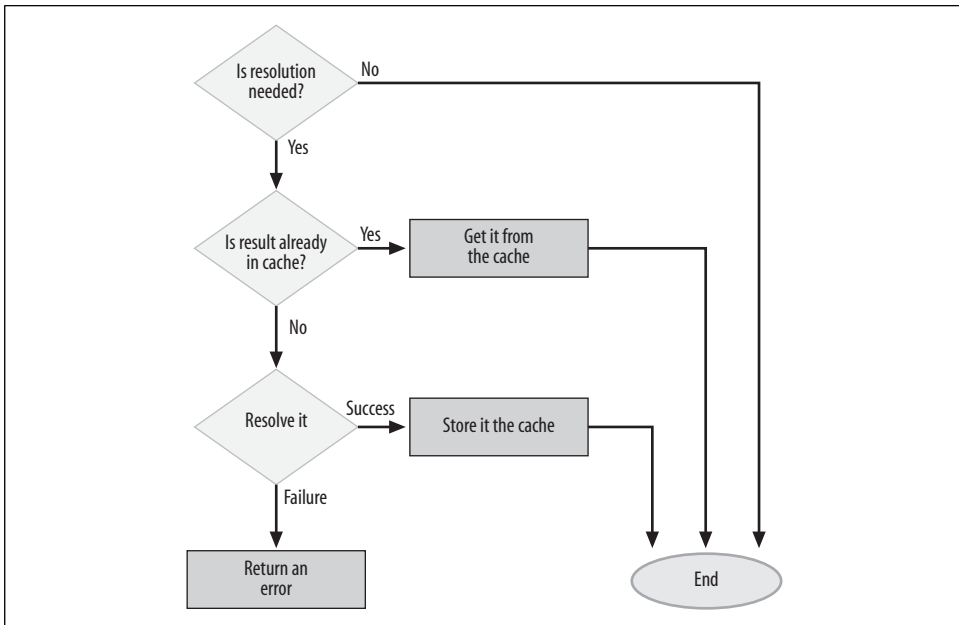 Is resolution
needed?
No
Yes
Is result already
in cache?
Yes
Get it from
the cache
No
Resolve it
Success
Store it the cache
Failure
Return an
error
End